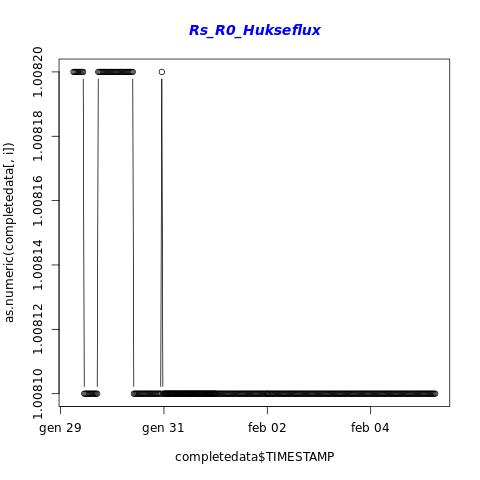 Rs_R0_Hukseflux
as.numeric(completedata[, i])
1.00820
1.00818
1.00816
1.00814
1.00812
1.00810
gen 29
gen 31
feb 02
feb 04
completedata$TIMESTAMP